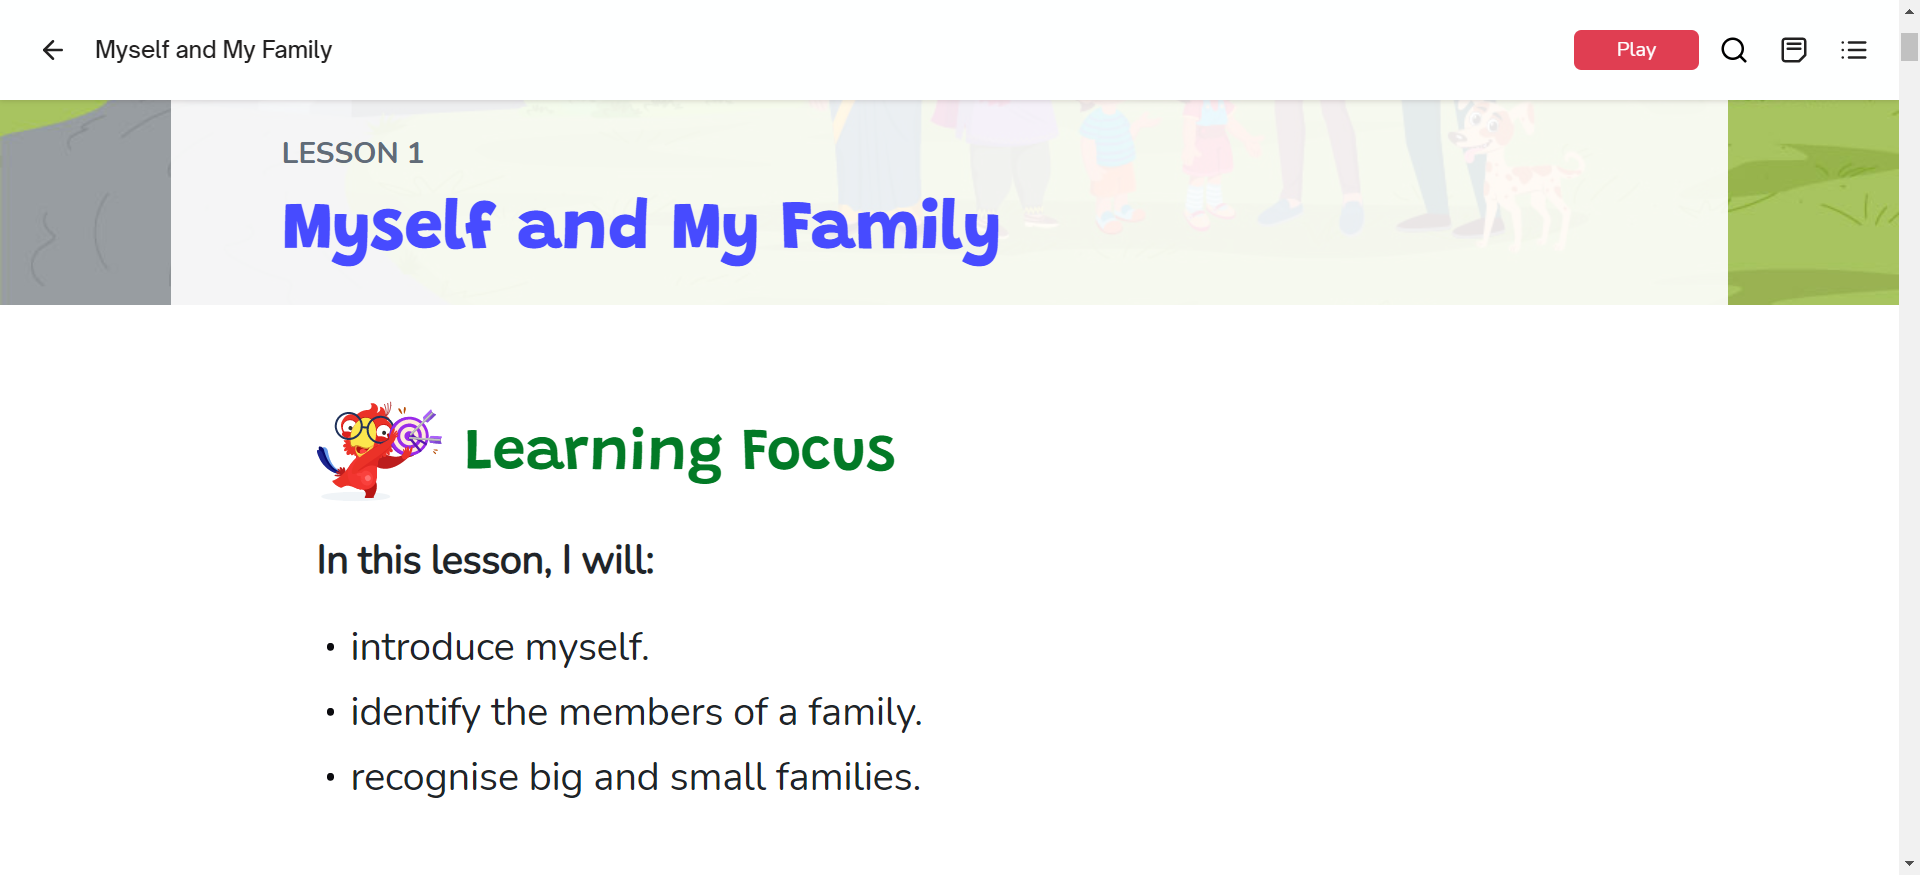 Myself and My Family
Play
LESSON 1
Myself and My Family
Learning Focus
In this lesson, I will:
• introduce myself.
• identify the members of a family.
• recognise big and small families.